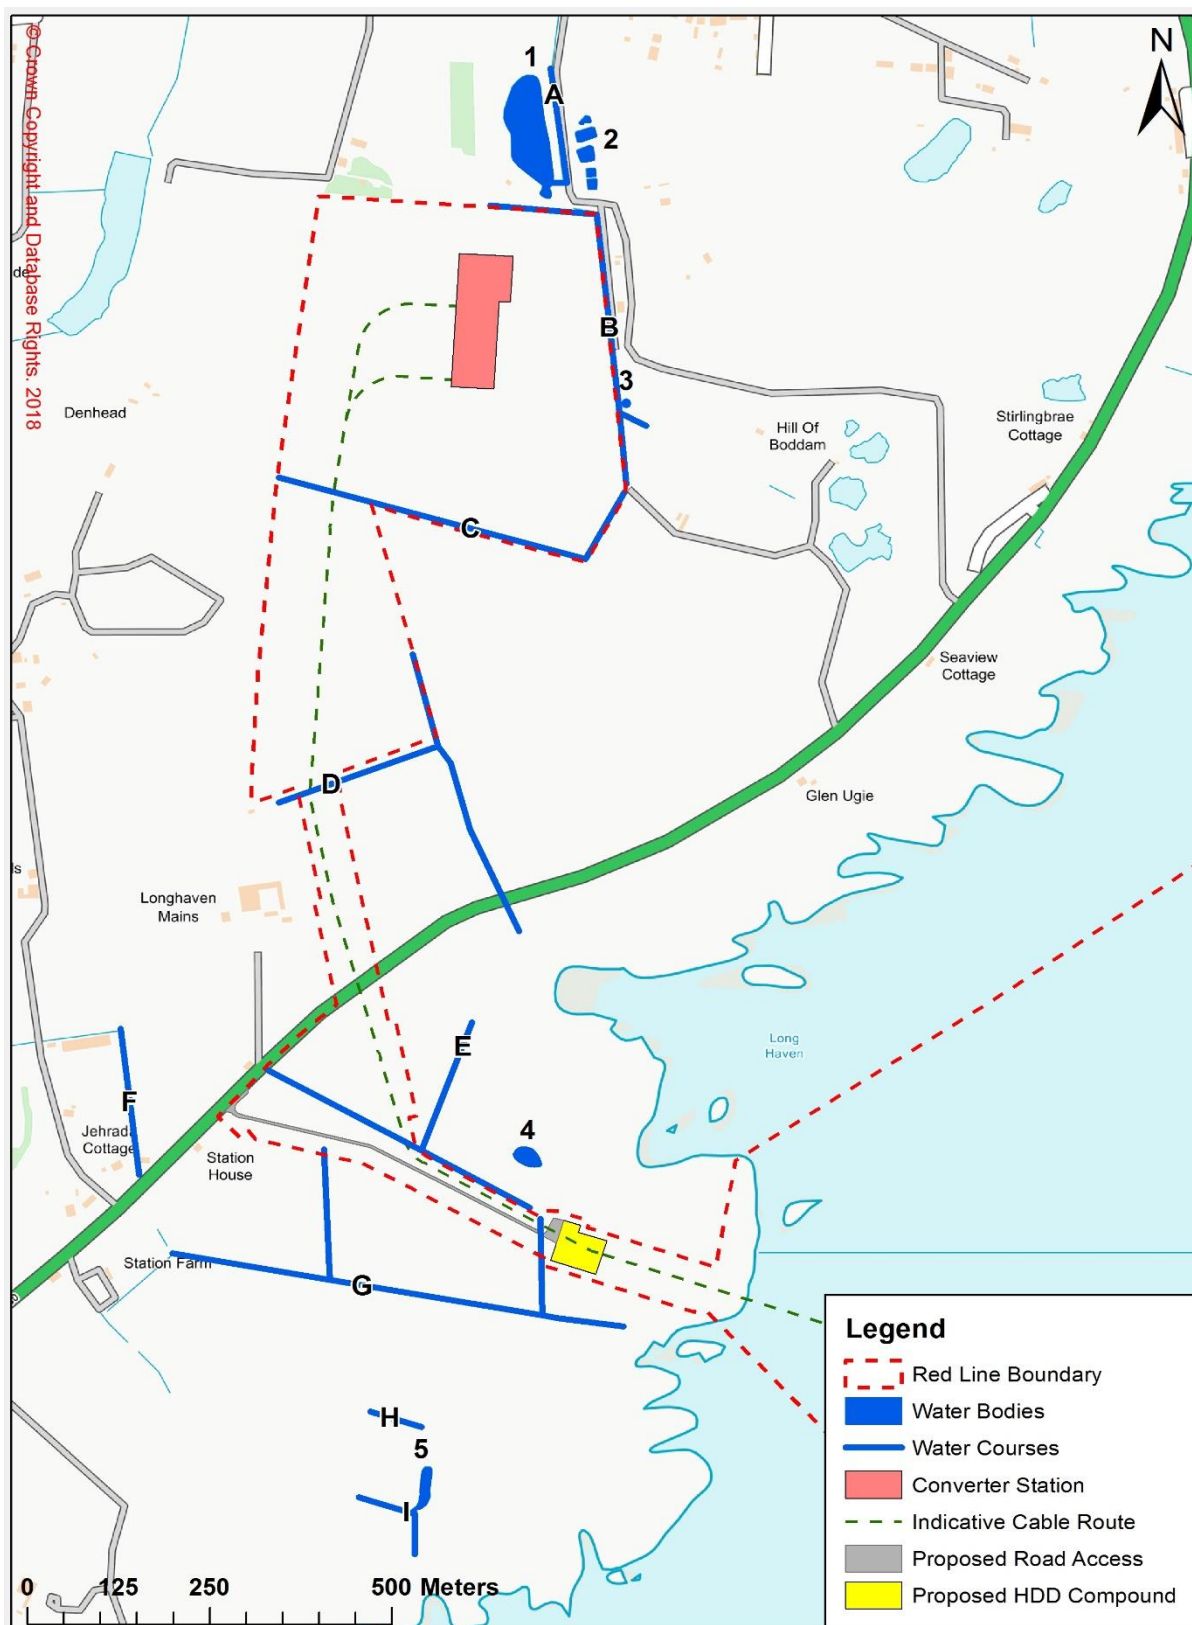 © Crown Copyright and Database Rights. 2018
N
1
A
2
de
B
3
Denhead
Stirlingbrae
Cottage
Hill Of
Boddam
C
Seaview
Cottage
D
Glen Ugie
ls
Longhaven
Mains
Long
Haven
E
F
Jehrada
Cottage
4
Station
House
Station Farm
G
H
5
I
0 125 250 500 Meters
Legend
Red Line Boundary
Water Bodies
Water Courses
Converter Station
Indicative Cable Route
Proposed Road Access
Proposed HDD Compound